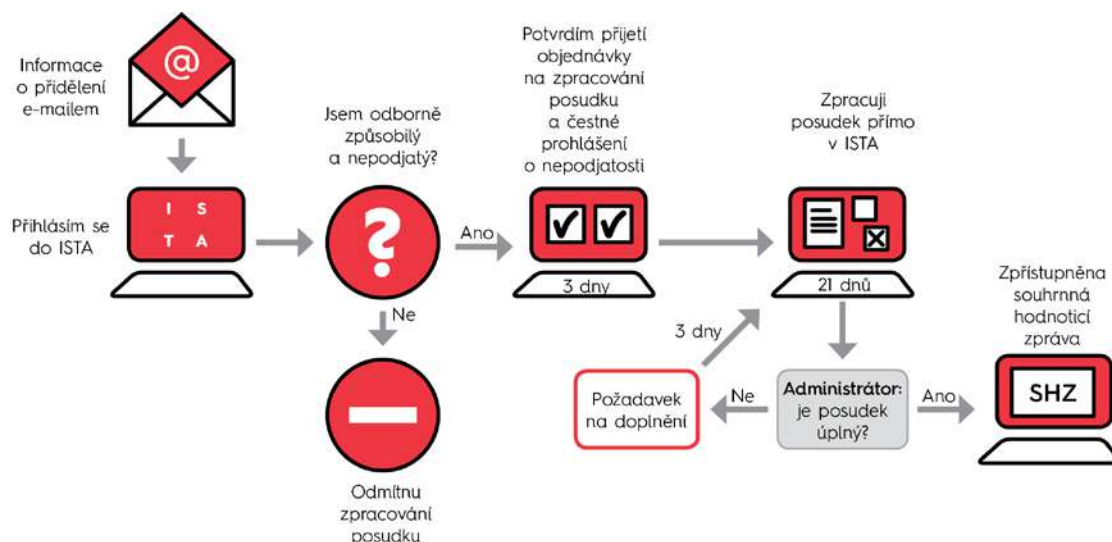 Informace
o přidělení
e-mailem
@
Přihlásím se
do ISTA
I S
T A
Jsem odborně
způsobilý
a nepodjatý?
?
Ano
Ne
Odmítnu
zpracování
posudku
Potvrdím přijetí
objednávky
na zpracování
posudku
a čestné
prohlášení
o nepodjatosti
3 dny
Zpracuji
posudek přímo
v ISTA
21 dnů
3 dny
Požadavek
na doplnění
Ne
Administrátor:
je posudek
úplný?
Ano
Zpřístupněna
souhrnná
hodnoticí
zpráva
SHZ